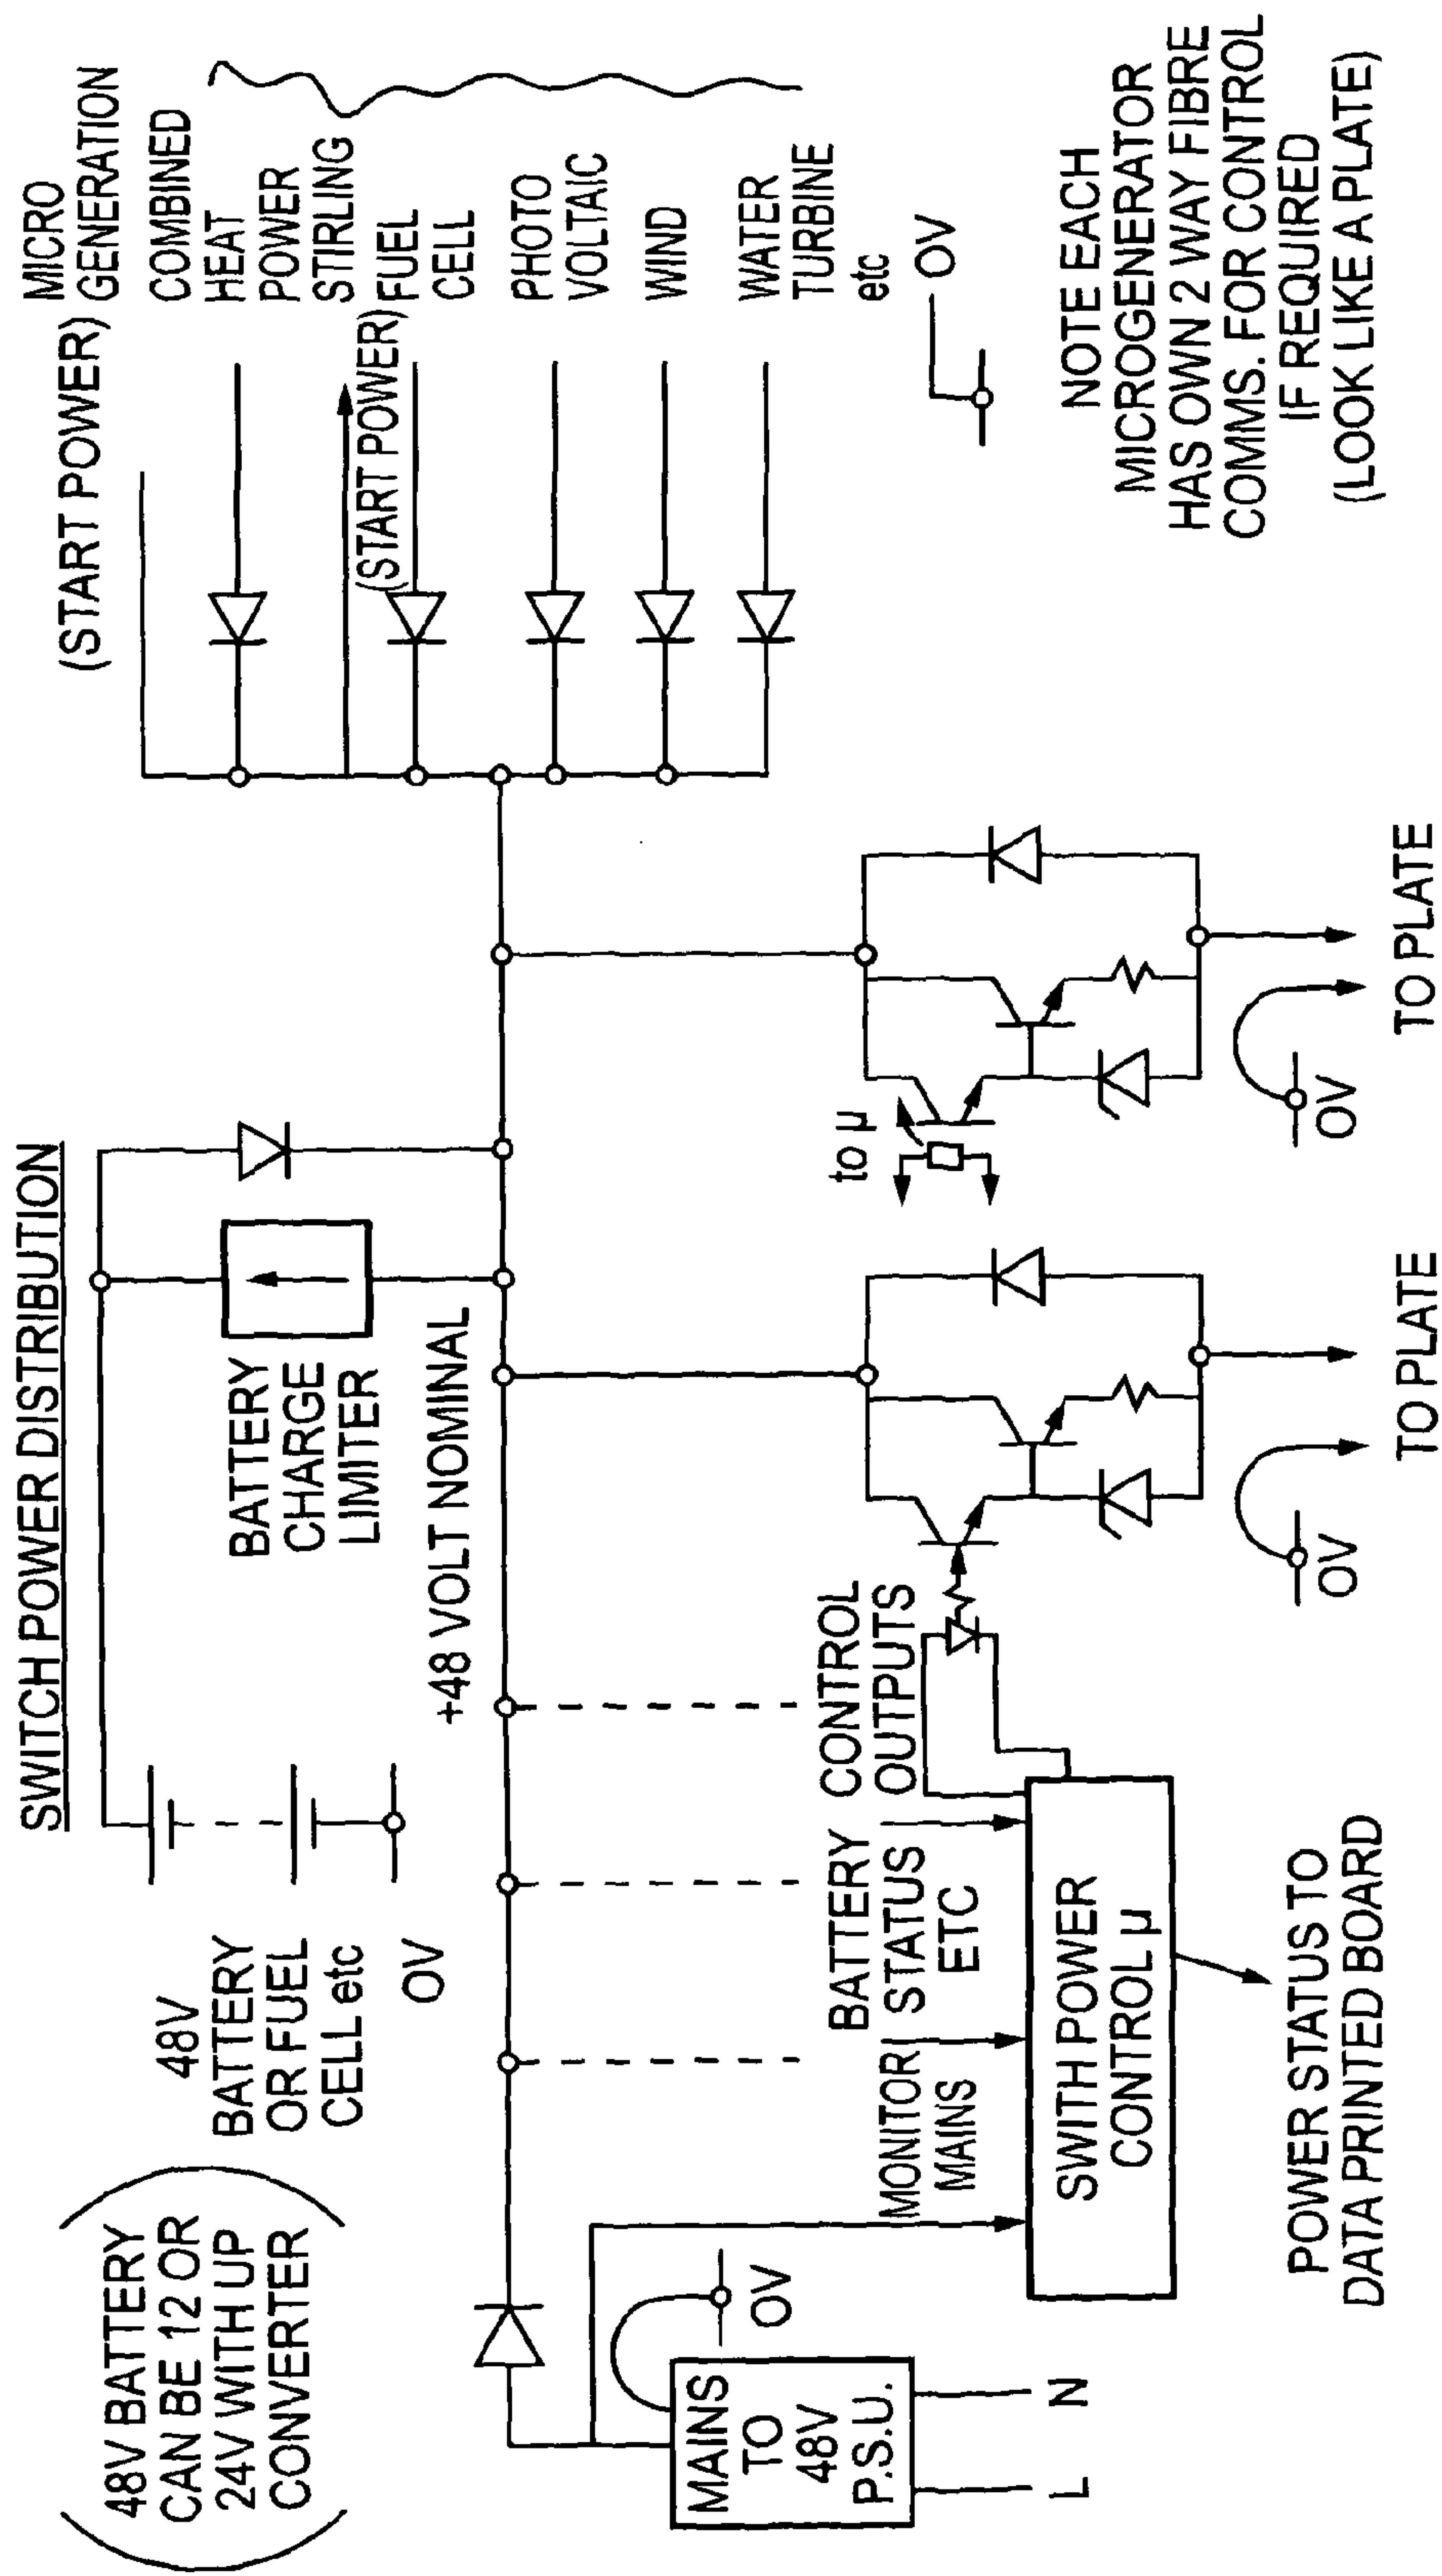 SWITCH POWER DISTRIBUTION
(48V BATTERY
CAN BE 12 OR
24V WITH UP
CONVERTER)
48V
BATTERY
OR FUEL
CELL etc
OV
BATTERY
CHARGE
LIMITER
+48 VOLT NOMINAL
(START POWER)
MICRO
GENERATION
COMBINED
HEAT
POWER
STIRLING
(START POWER)
FUEL
CELL
PHOTO
VOLTAIC
WIND
WATER
TURBINE
etc
OV
NOTE EACH
MICROGENERATOR
HAS OWN 2 WAY FIBRE
COMMS. FOR CONTROL
IF REQUIRED
(LOOK LIKE A PLATE)
MAINS
TO
48V
P.S.U.
OV
L
N
MONITOR
MAINS
BATTERY
STATUS
ETC
CONTROL
OUTPUTS
SWITH POWER
CONTROL μ
POWER STATUS TO
DATA PRINTED BOARD
OV
TO PLATE
to μ
OV
TO PLATE